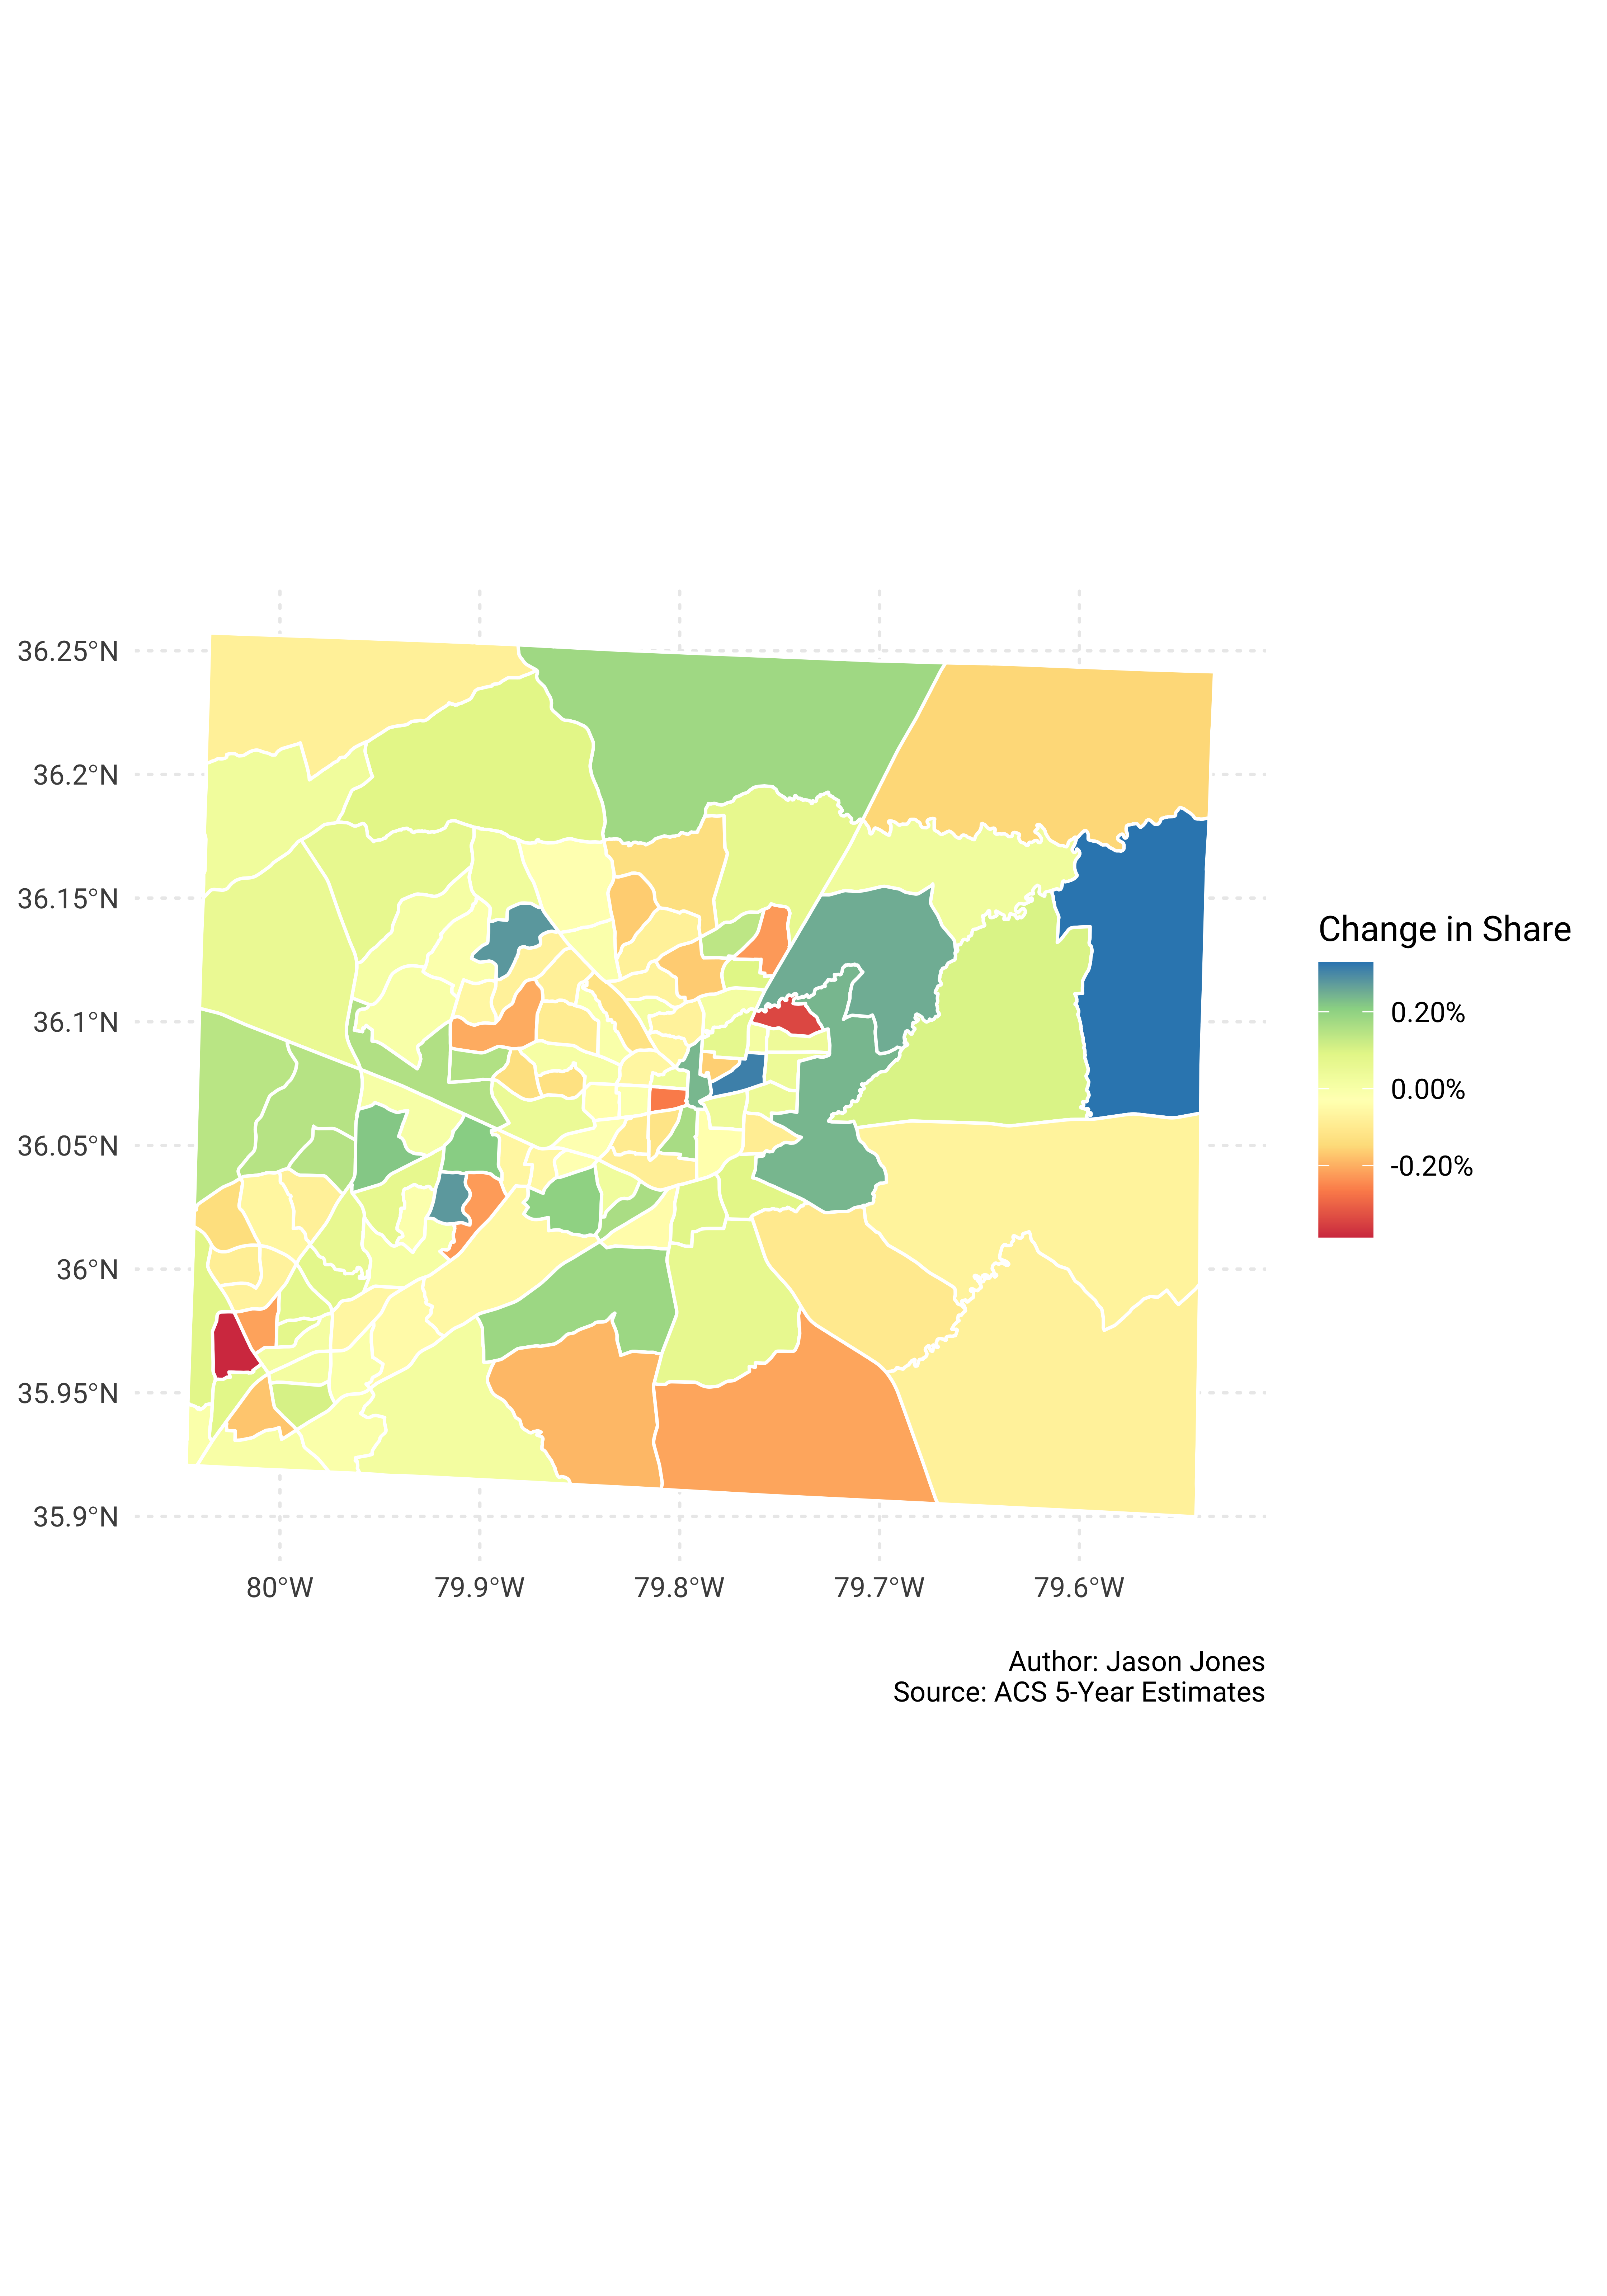 36.25°N
36.2°N
36.15°N
36.1°N
36.05°N
36°N
35.95°N
35.9°N
80°W
79.9°W
79.8°W
79.7°W
79.6°W
Change in Share
0.20%
0.00%
-0.20%
Author: Jason Jones
Source: ACS 5-Year Estimates